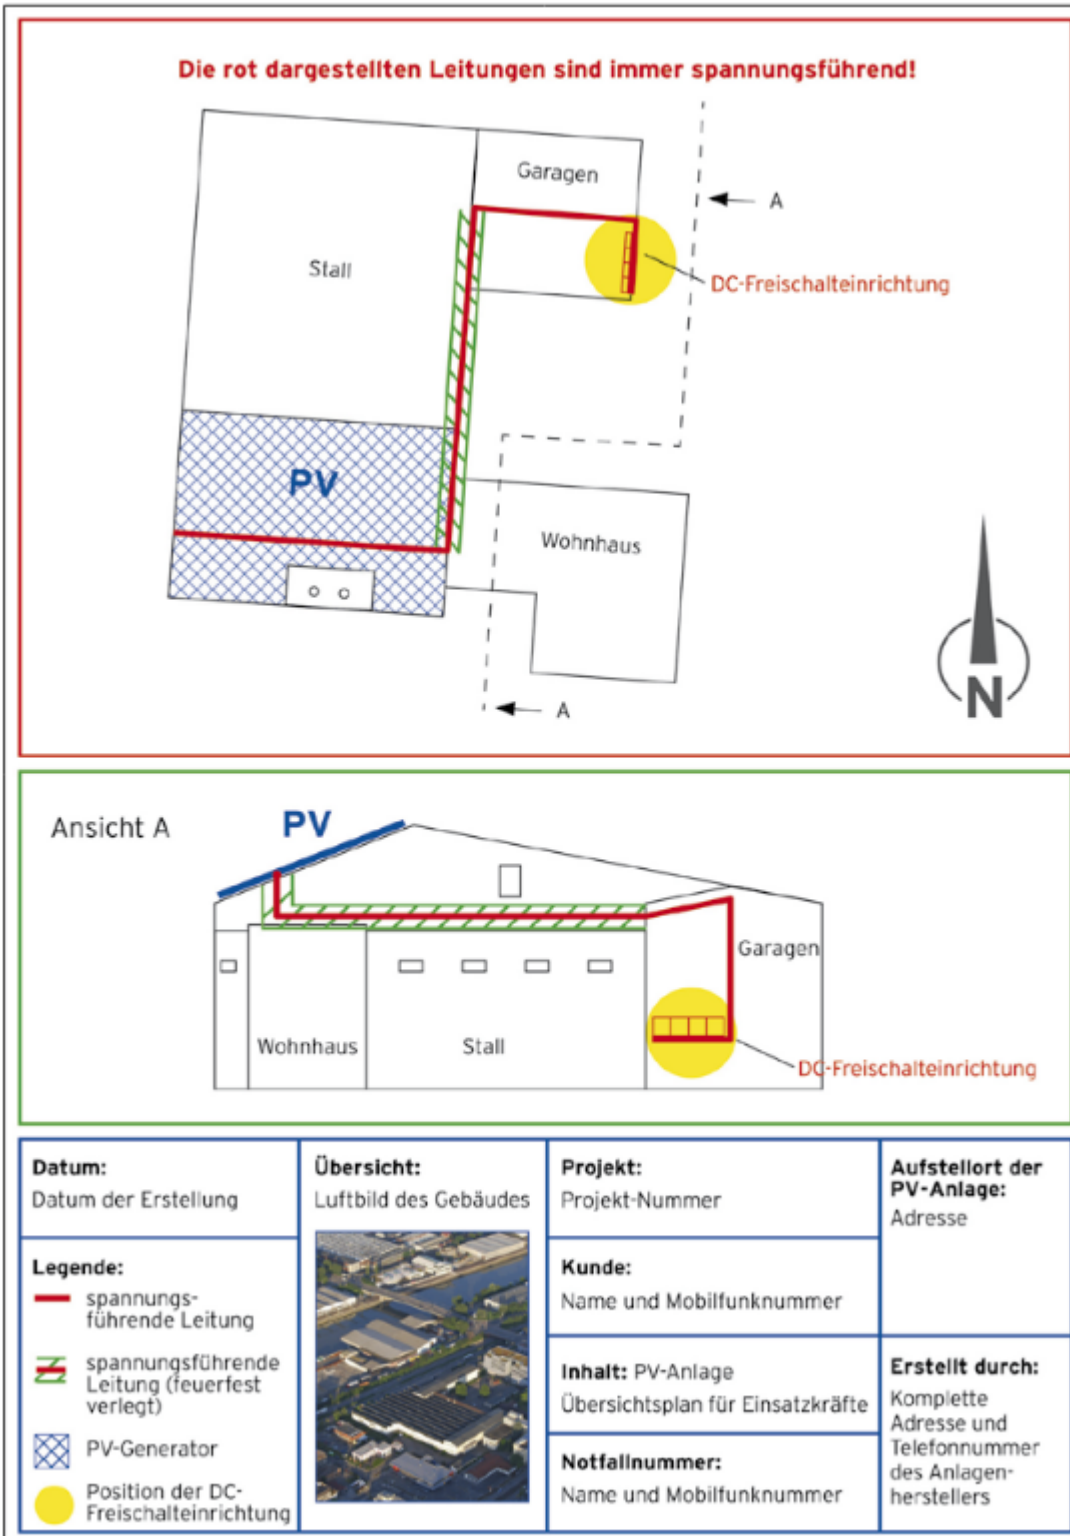 Die rot dargestellten Leitungen sind immer spannungsführend!
Garagen
A
Stall
DC-Freischalteinrichtung
PV
Wohnhaus
A
N
Ansicht A
PV
Garagen
Wohnhaus
Stall
DC-Freischalteinrichtung
Datum:
Datum der Erstellung
Legende:
spannungs-
führende Leitung
spannungsführende
Leitung (feuerfest
verlegt)
PV-Generator
Position der DC-
Freischalteinrichtung
Übersicht:
Luftbild des Gebäudes
Projekt:
Projekt-Nummer
Kunde:
Name und Mobilfunknummer
Inhalt: PV-Anlage
Übersichtsplan für Einsatzkräfte
Notfallnummer:
Name und Mobilfunknummer
Aufstellort der
PV-Anlage:
Adresse
Erstellt durch:
Komplette
Adresse und
Telefonnummer
des Anlagen-
herstellers